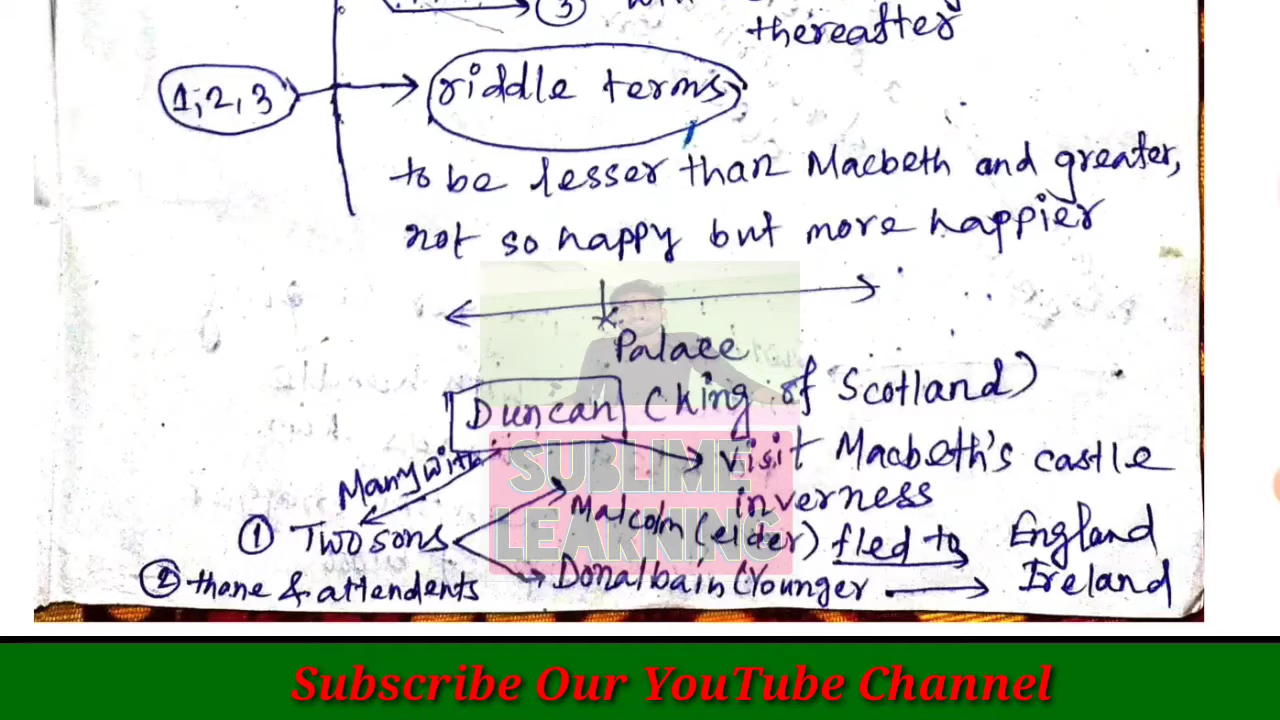 3
thereafter
1, 2, 3 riddle terms,
to be lesser than Macbeth and greater,
not so happy but more happier
Palace
Duncan (King of Scotland)
Many with visit Macbeth's castle
inverness
① Two sons Malcolm (elder) fled to England
② thane & attendents Donalbain (Younger Ireland
SUBLIME
LEARNING
Subscribe Our YouTube Channel